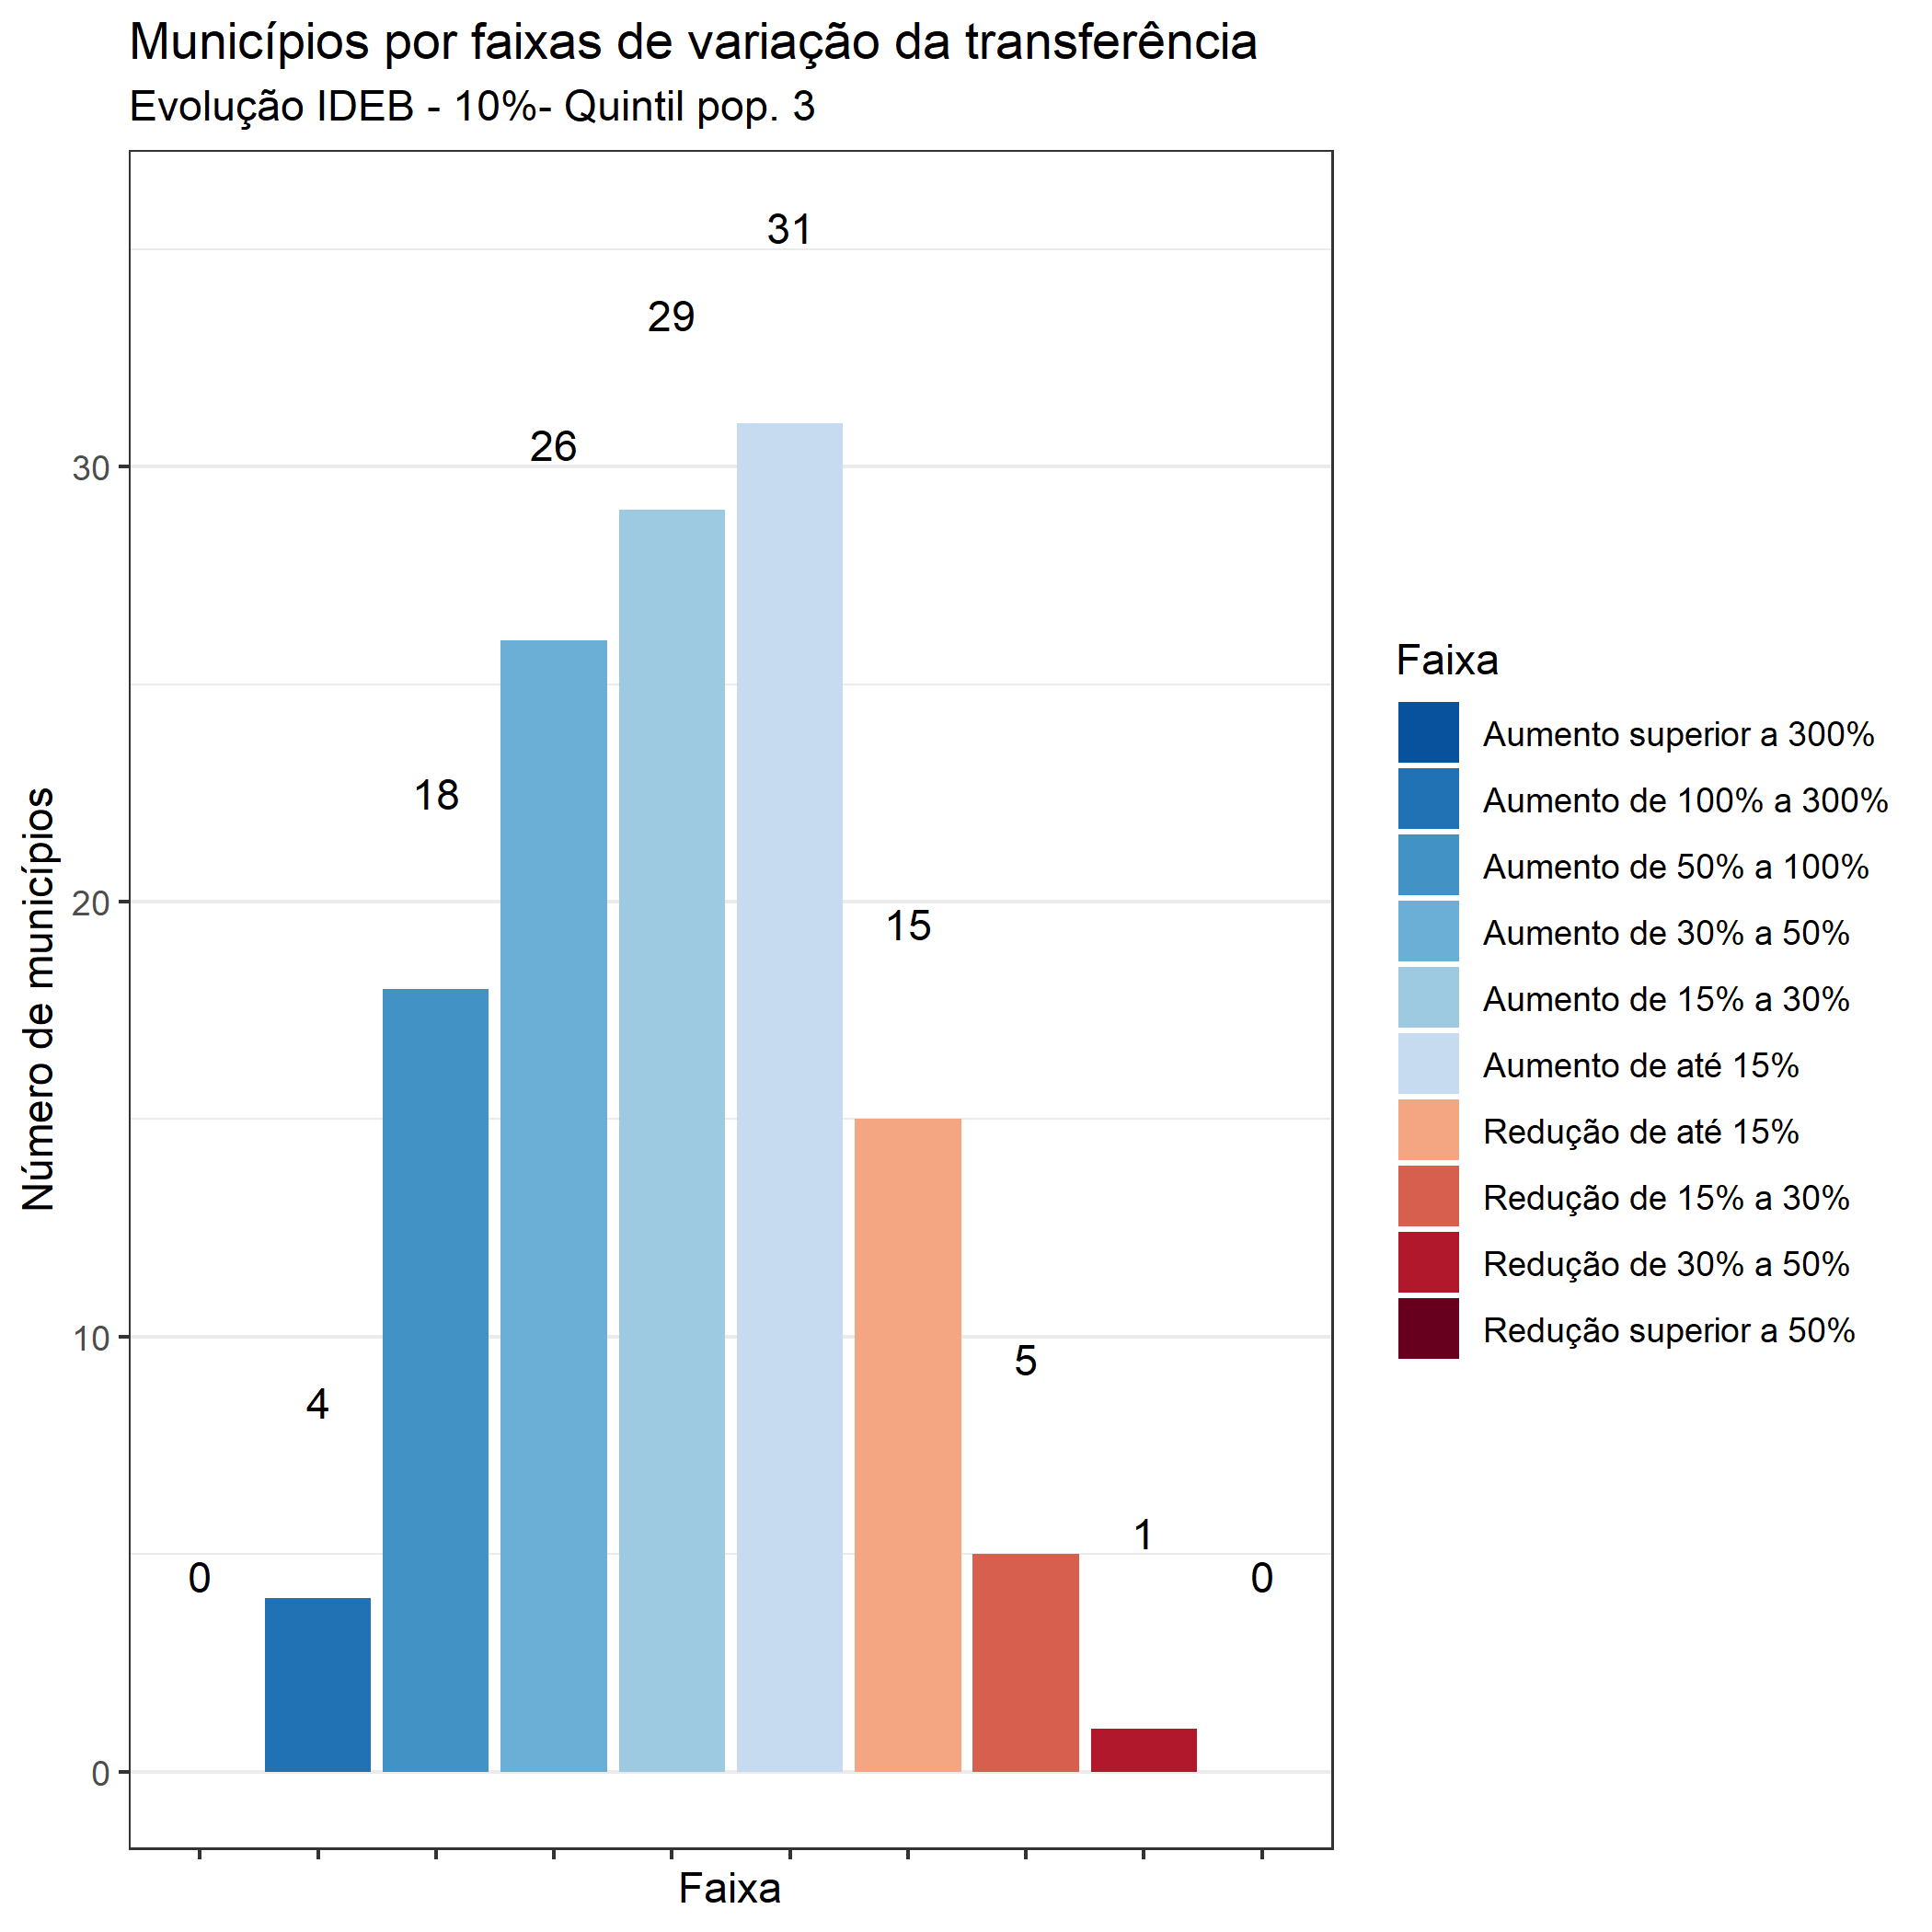 Municípios por faixas de variação da transferência
Evolução IDEB - 10%- Quintil pop. 3
Número de municípios
30
20
10
0
0
4
18
26
29
31
15
5
1
0
Faixa
Faixa
Aumento superior a 300%
Aumento de 100% a 300%
Aumento de 50% a 100%
Aumento de 30% a 50%
Aumento de 15% a 30%
Aumento de até 15%
Redução de até 15%
Redução de 15% a 30%
Redução de 30% a 50%
Redução superior a 50%